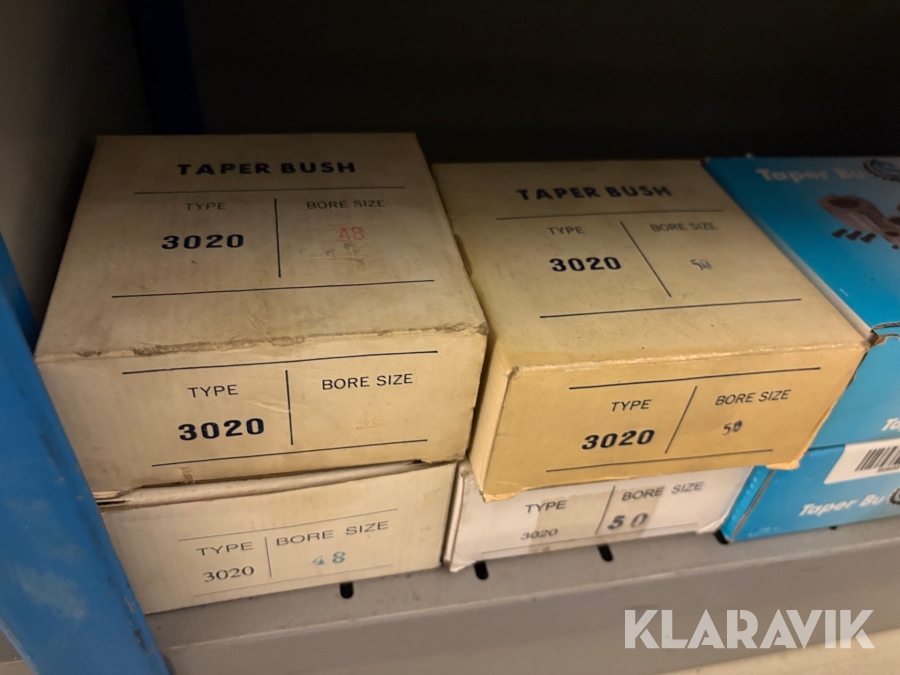 TAPER BUSH
TYPE BORE SIZE
3020 48
TYPE BORE SIZE
3020
TYPE BORE SIZE
3020 48
TAPER BUSH
TYPE BORE SIZE
3020 50
TYPE BORE SIZE
3020 50
TYPE BORE SIZE
3020 50
Taper Bu
Ta
Taper Bu
KLARAVIK